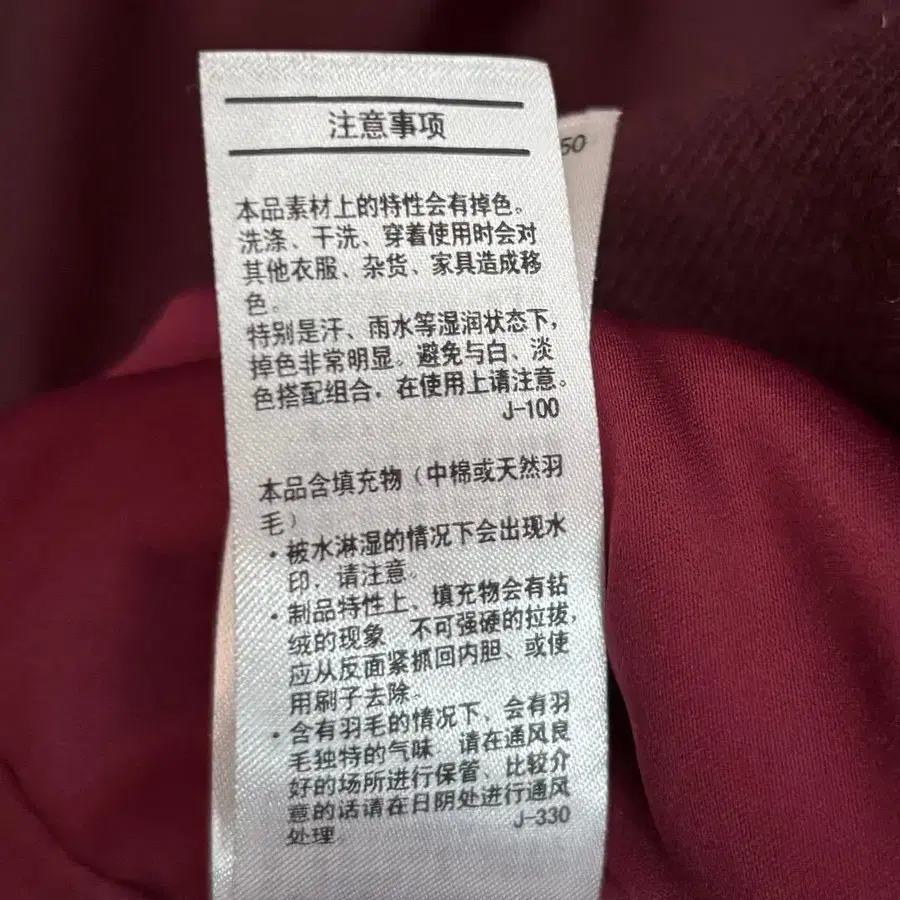 注意事项
50
本品素材上的特性会有掉色。
洗涤、干洗、穿着使用时会对
其他衣服、杂货、家具造成移
色。
特别是汗、雨水等湿润状态下，
掉色非常明显。避免与白、淡
色搭配组合，在使用上请注意。
J-100
本品含填充物（中棉或天然羽
毛）
・被水淋湿的情况下会出现水
印，请注意。
・制品特性上，填充物会有钻
绒的现象 不可强硬的拉拔，
应从反面紧抓回内胆、或使
用刷子去除。
・含有羽毛的情况下，会有羽
毛独特的气味 请在通风良
好的场所进行保管、比较介
意的话请在日阴处进行通风
处理
J-330